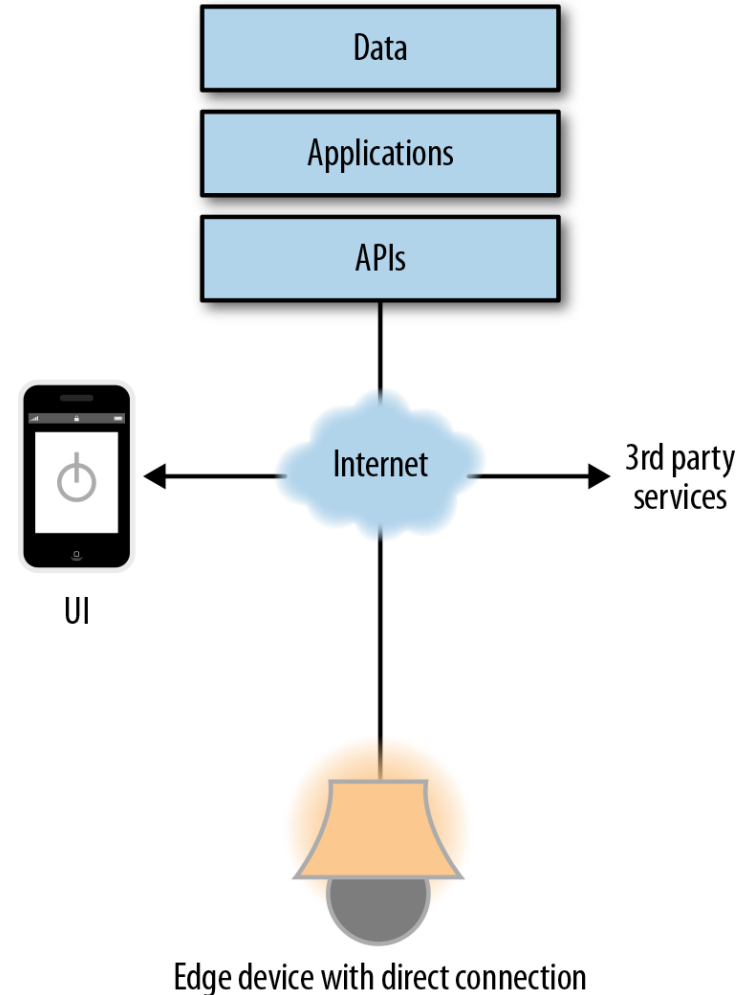 Data
Applications
APIs
Internet
3rd party
services
UI
Edge device with direct connection